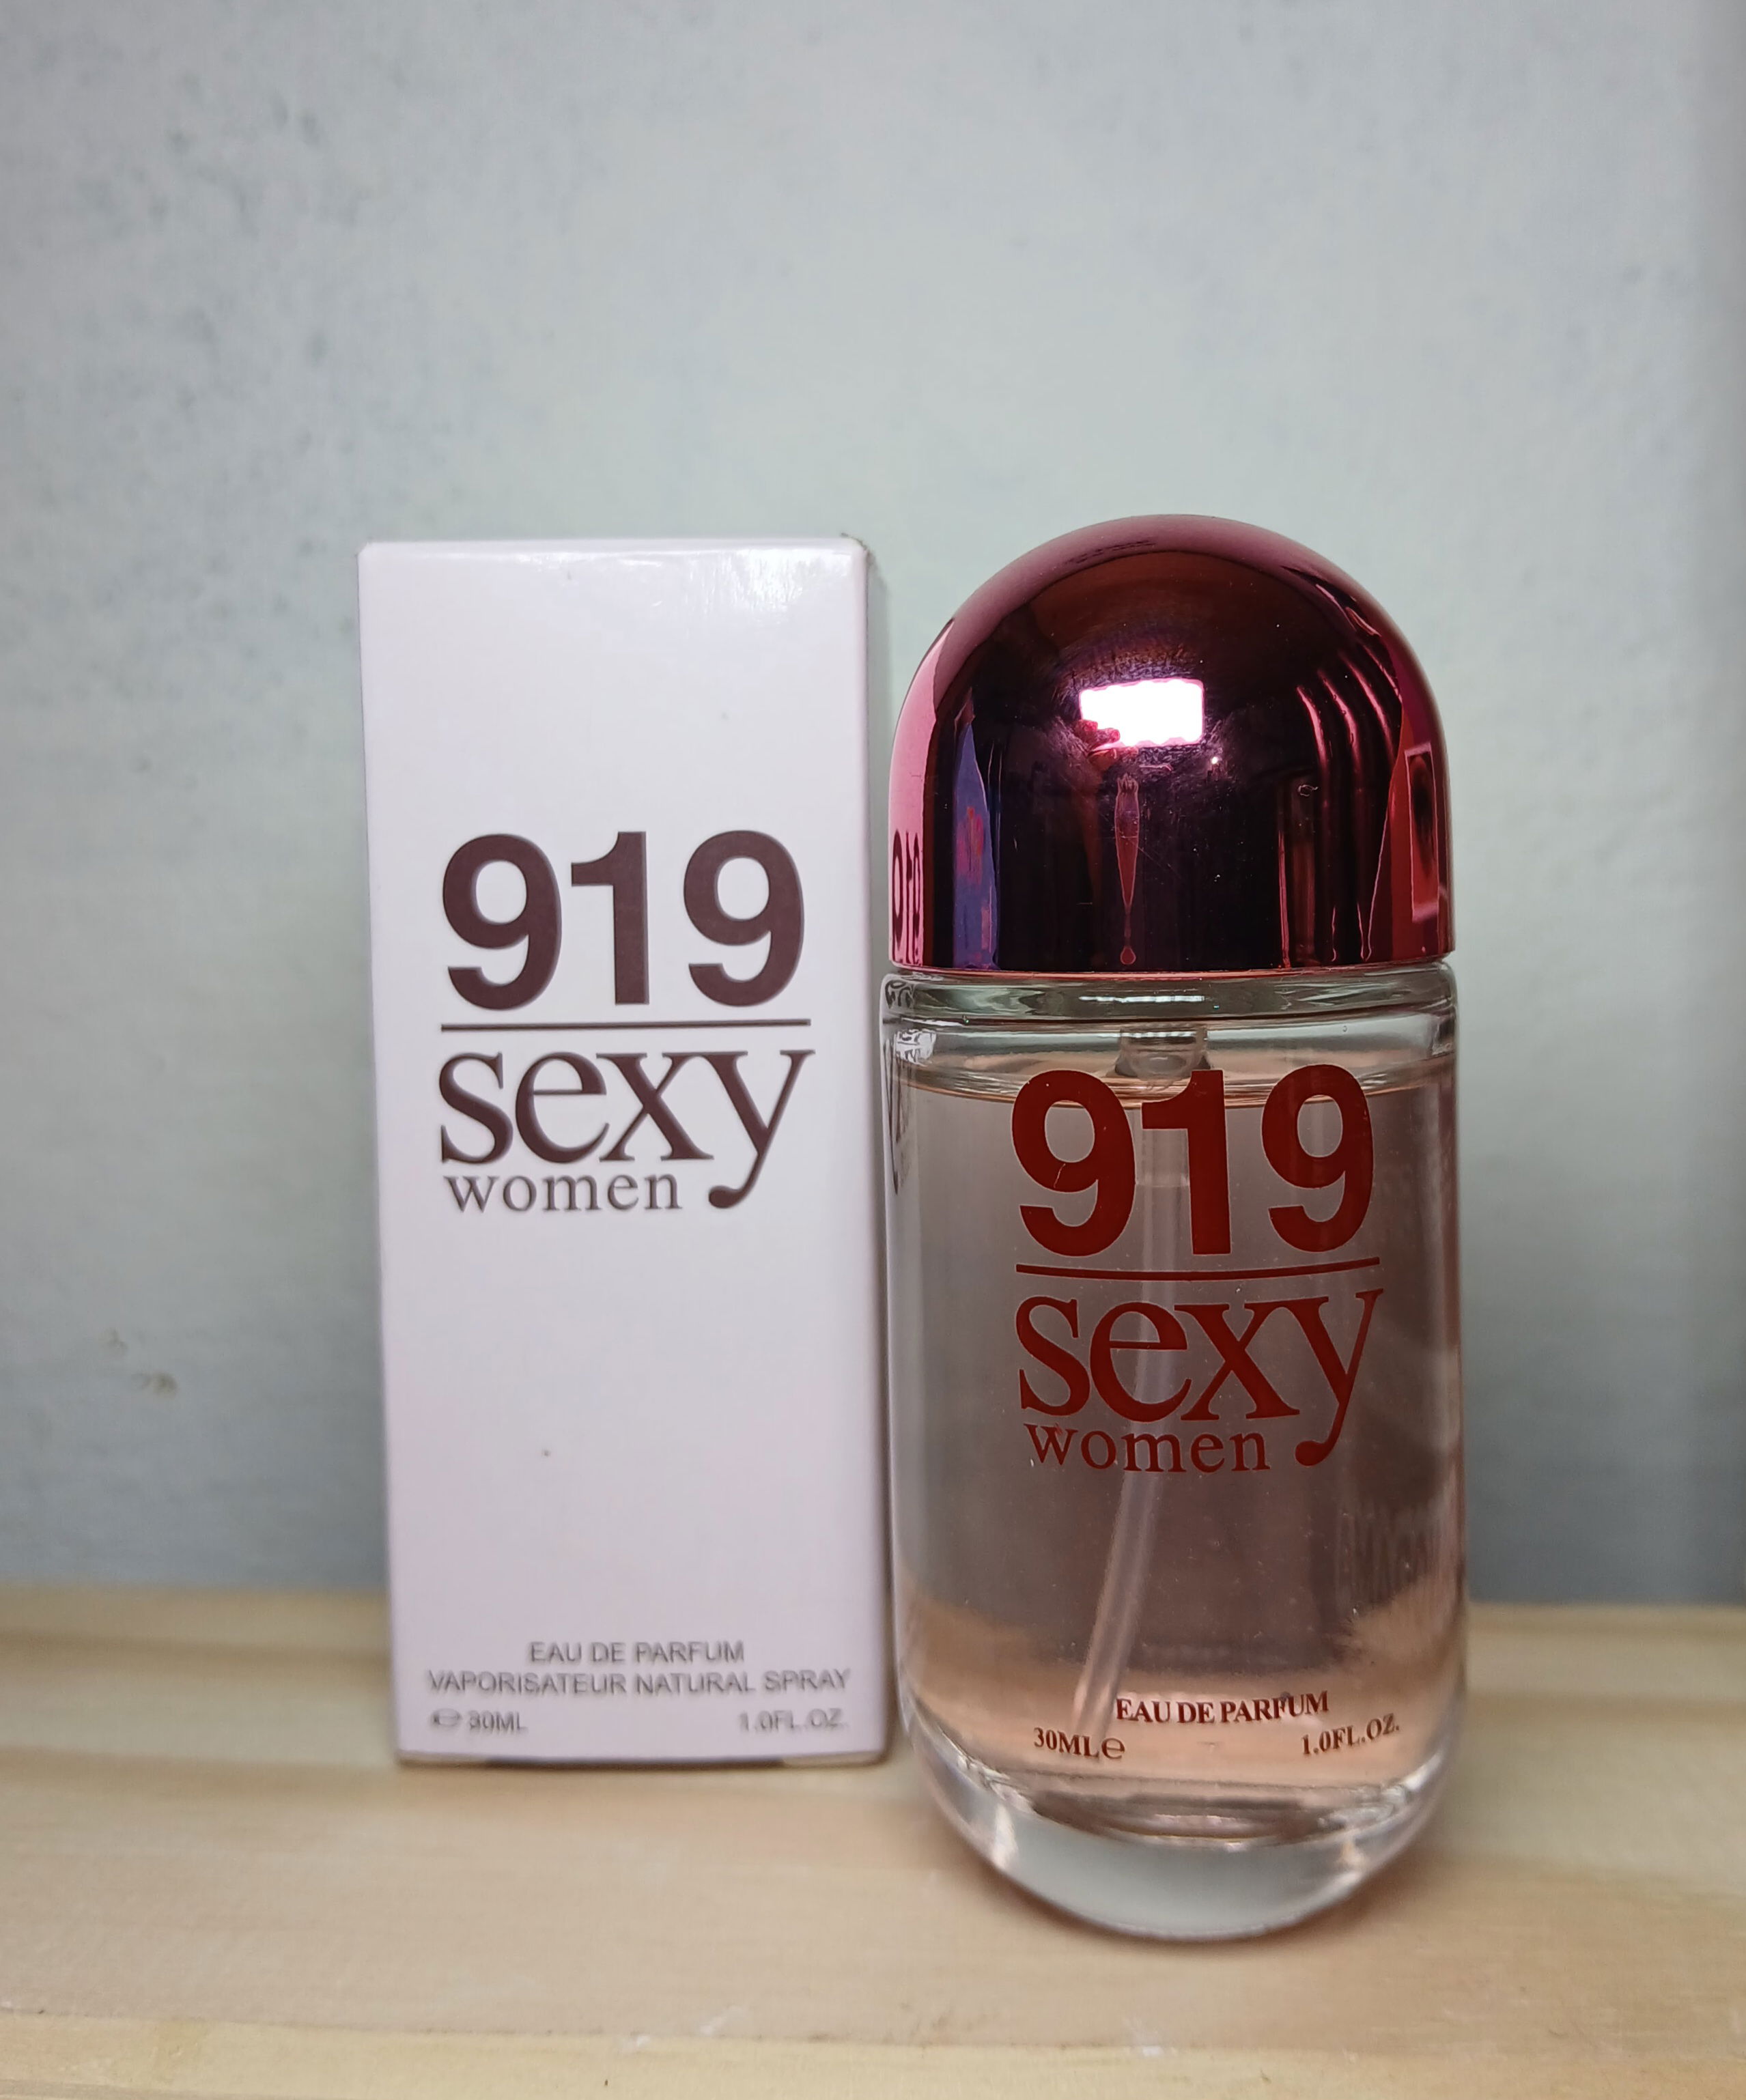 919
sexy
women
EAU DE PARFUM
VAPORISATEUR NATURAL SPRAY
e 30ML 1.0FL.OZ.
919
sexy
women
EAU DE PARFUM
30ML e 1.0FL.OZ.